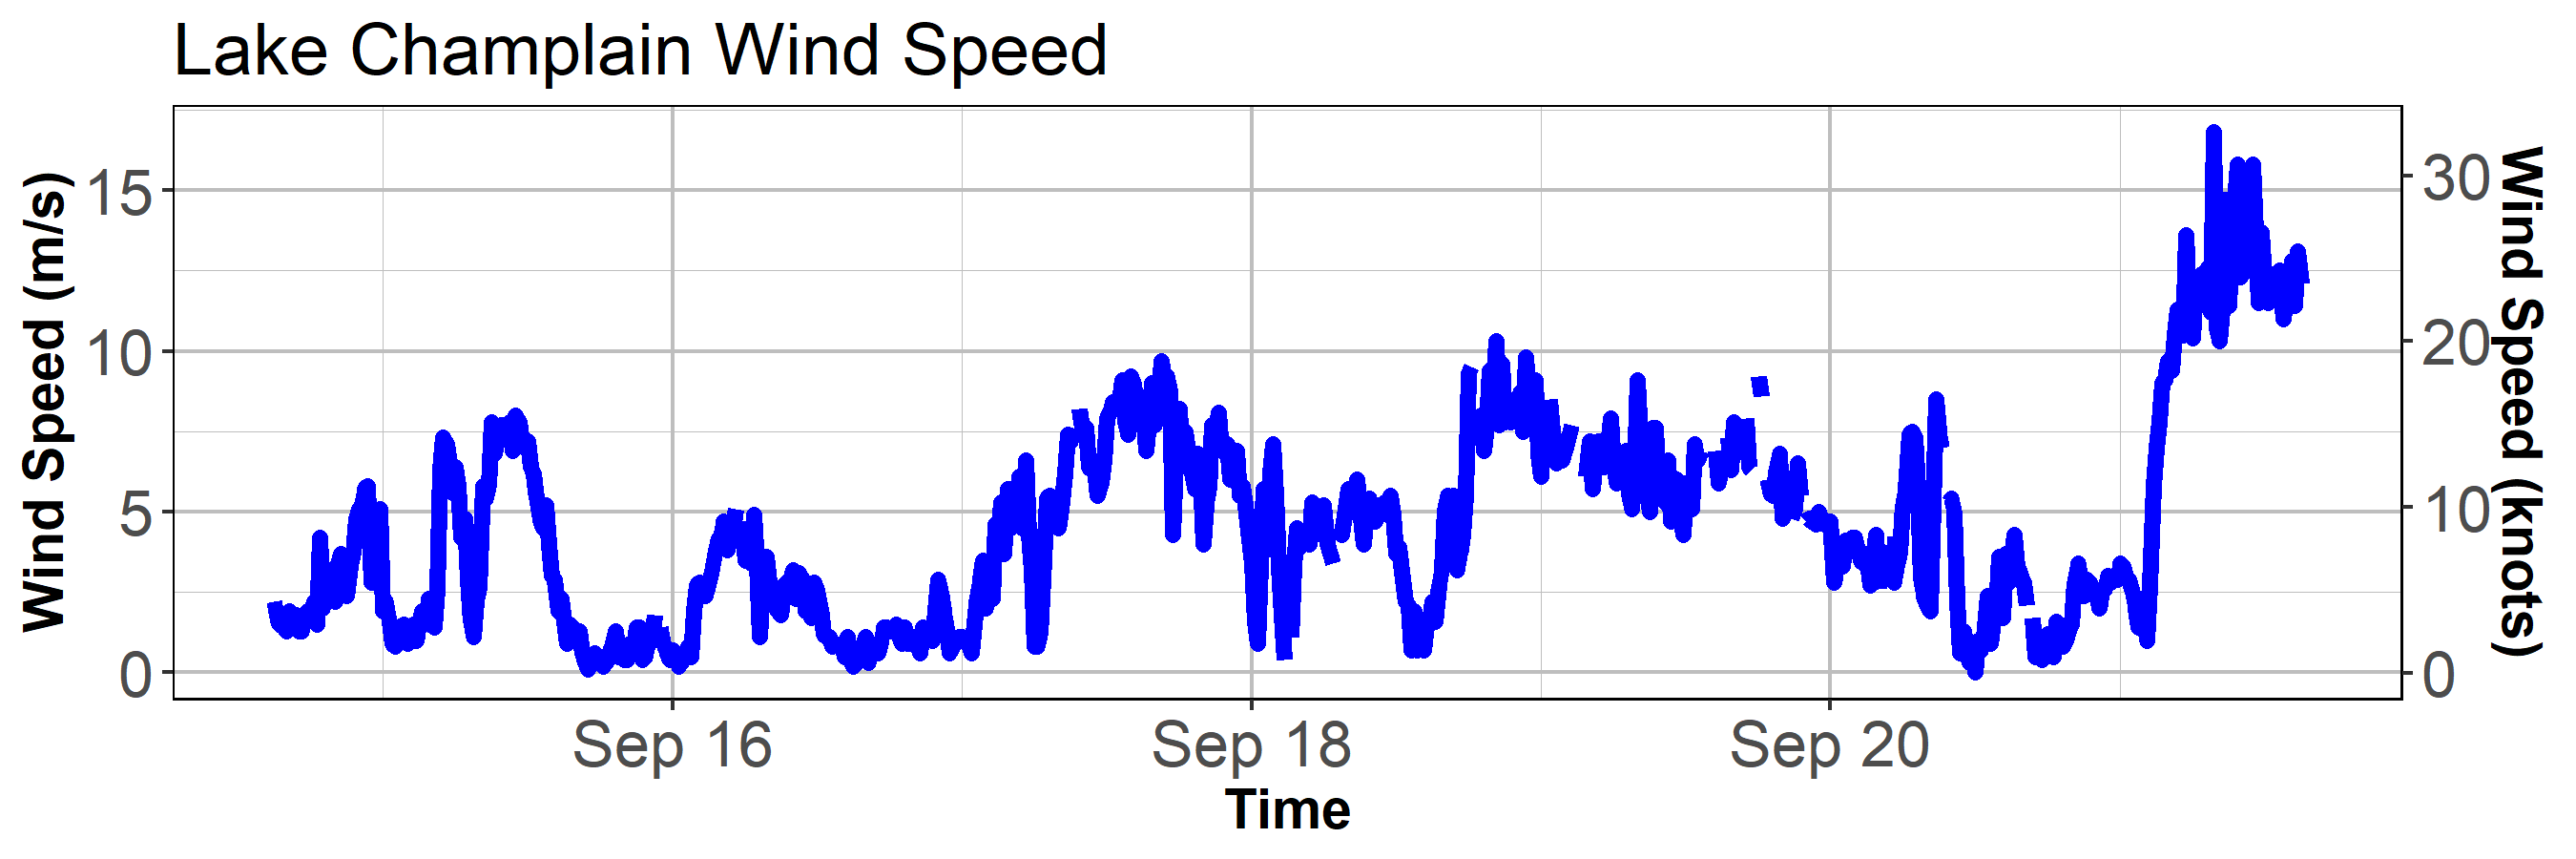 Lake Champlain Wind Speed
Wind Speed (m/s)
15
10
5
0
30
20
10
0
Wind Speed (knots)
Sep 16 Sep 18 Sep 20
Time